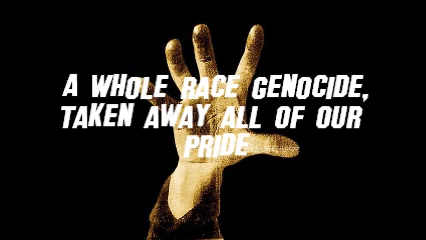 A WHOLE RACE GENOCIDE,
TAKEN AWAY ALL OF OUR
PRIDE